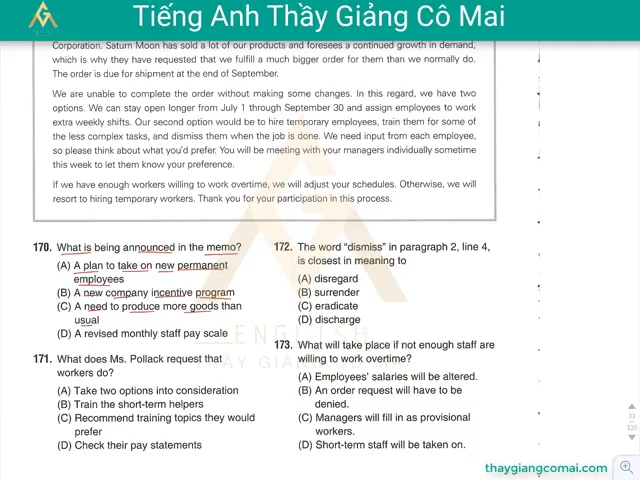 Tiếng Anh Thầy Giảng Cô Mai
Corporation. Saturn Moon has sold a lot of our products and foresees a continued growth in demand,
which is why they have requested that we fulfill a much bigger order for them than we normally do.
The order is due for shipment at the end of September.
We are unable to complete the order without making some changes. In this regard, we have two
options. We can stay open longer from July 1 through September 30 and assign employees to work
extra weekly shifts. Our second option would be to hire temporary employees, train them for some of
the less complex tasks, and dismiss them when the job is done. We need input from each employee,
so please think about what you'd prefer. You will be meeting with your managers individually sometime
this week to let them know your preference.
If we have enough workers willing to work overtime, we will adjust your schedules. Otherwise, we will
resort to hiring temporary workers. Thank you for your participation in this process.
170. What is being announced in the memo?
(A) A plan to take on new permanent
employees
(B) A new company incentive program
(C) A need to produce more goods than
usual
(D) A revised monthly staff pay scale
171. What does Ms. Pollack request that
workers do?
(A) Take two options into consideration
(B) Train the short-term helpers
(C) Recommend training topics they would
prefer
(D) Check their pay statements
172. The word “dismiss” in paragraph 2, line 4,
is closest in meaning to
(A) disregard
(B) surrender
(C) eradicate
(D) discharge
173. What will take place if not enough staff are
willing to work overtime?
(A) Employees' salaries will be altered.
(B) An order request will have to be
denied.
(C) Managers will fill in as provisional
workers.
(D) Short-term staff will be taken on.
ENGLISH
THẦY GIẢNG CÔ MAI
33
220
thaygiangcomai.com